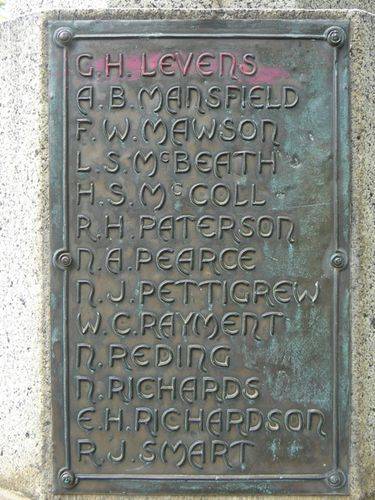 G.H. LEVENS
A.B. MANSFIELD
F.W. MAWSON
L.S. McBEATH
H.S. McCOLL
R.H. PATERSON
N.A. PEARCE
N.J. PETTIGREW
W.C. RAYMENT
N. REDING
N. RICHARDS
E.H. RICHARDSON
R.J. SMART